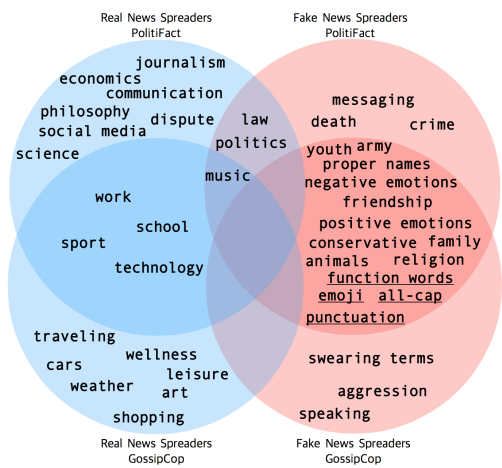 Real News Spreaders
PolitiFact
Fake News Spreaders
PolitiFact
journalism
economics
communication
philosophy
dispute
social media
science
law
politics
music
messaging
death
crime
youth
army
proper names
negative emotions
friendship
positive emotions
conservative
family
animals
religion
function words
emoji
all-cap
punctuation
work
school
sport
technology
traveling
wellness
cars
leisure
weather
art
shopping
swearing terms
aggression
speaking
Real News Spreaders
GossipCop
Fake News Spreaders
GossipCop